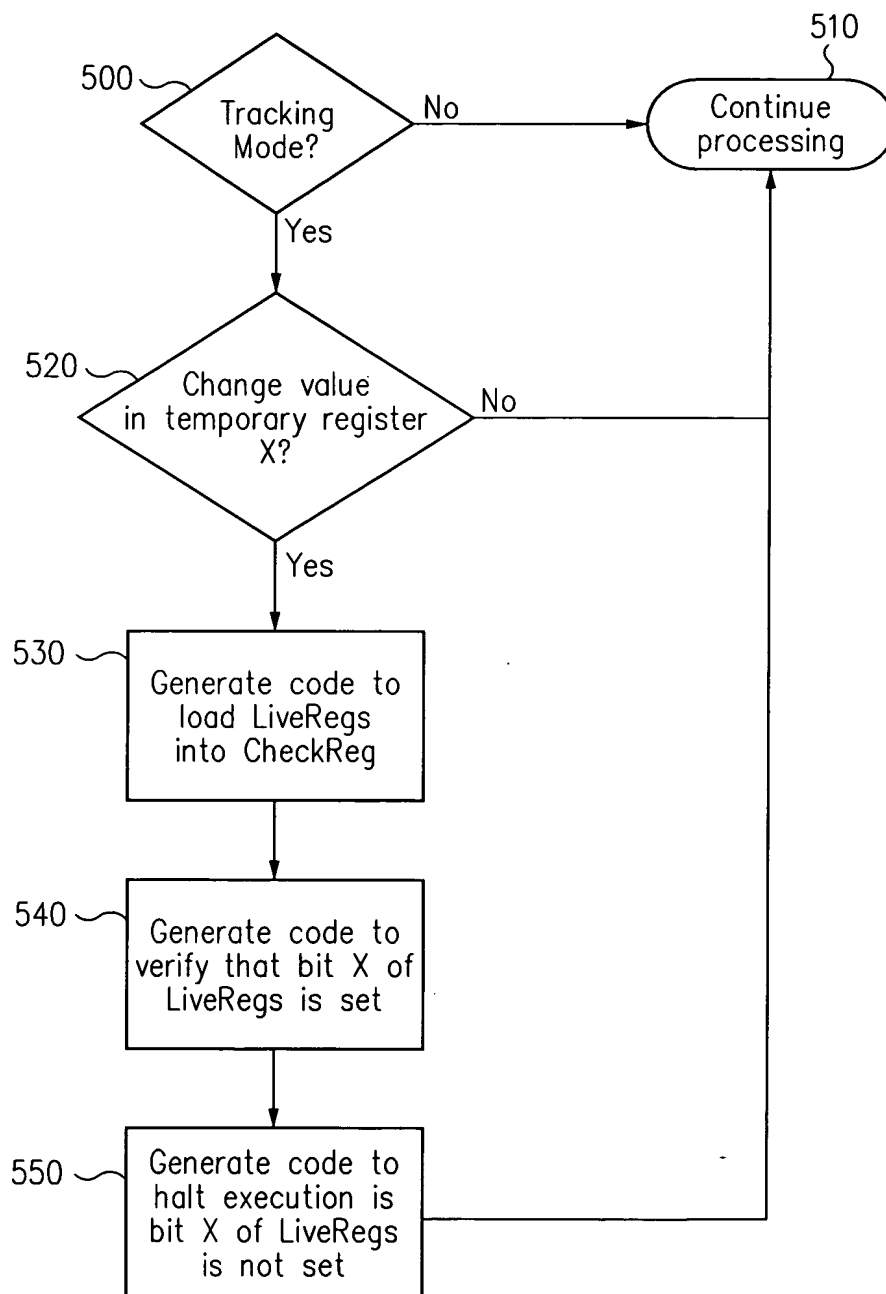 510
500
Tracking
Mode?
No
Continue
processing
Yes
520
Change value
in temporary register
X?
No
Yes
530
Generate code to
load LiveRegs
into CheckReg
540
Generate code to
verify that bit X of
LiveRegs is set
550
Generate code to
halt execution is
bit X of LiveRegs
is not set